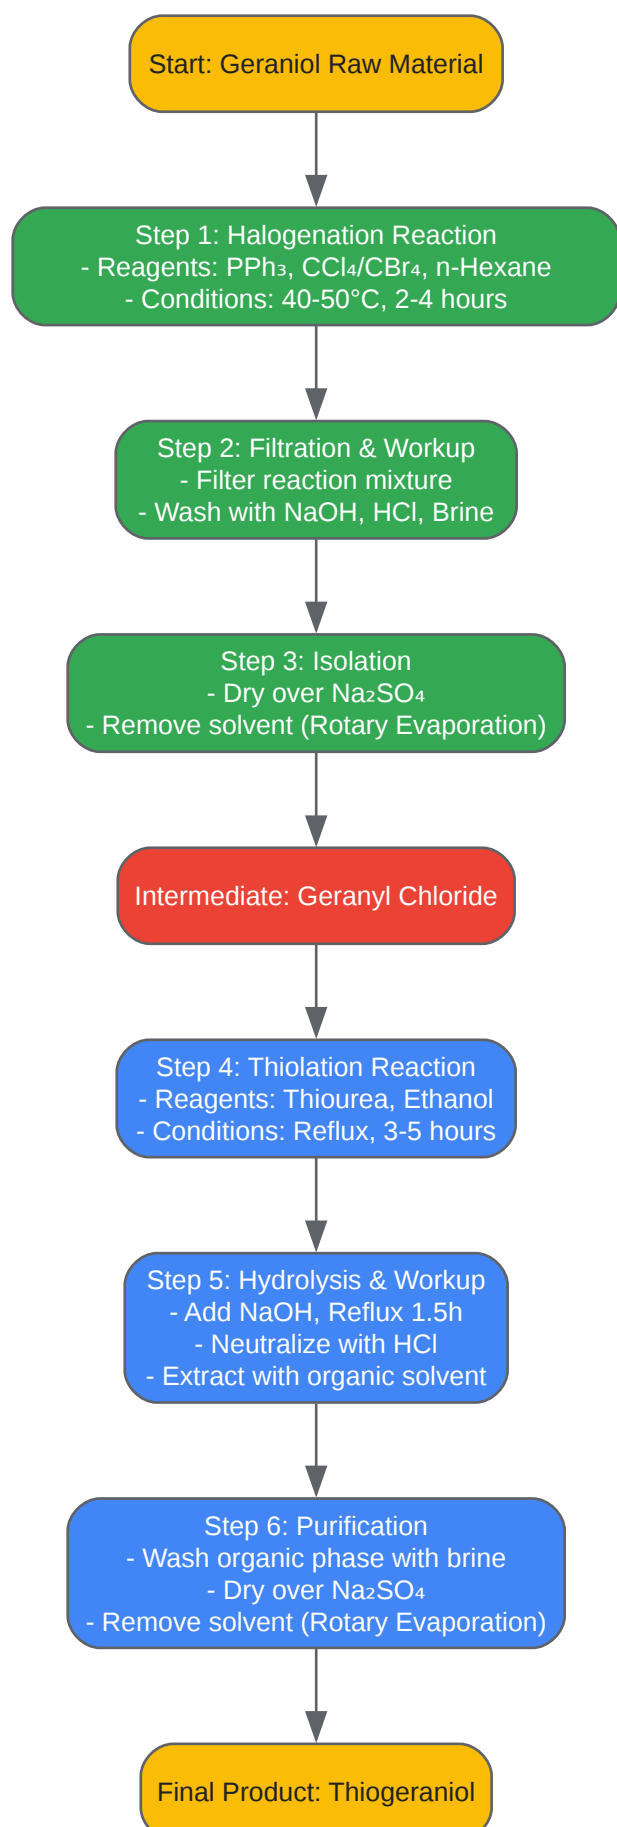 Start: Geraniol Raw Material
Step 1: Halogenation Reaction
- Reagents: PPh₃, CCl₄/CBr₄, n-Hexane
- Conditions: 40-50°C, 2-4 hours
Step 2: Filtration & Workup
- Filter reaction mixture
- Wash with NaOH, HCl, Brine
Step 3: Isolation
- Dry over Na₂SO₄
- Remove solvent (Rotary Evaporation)
Intermediate: Geranyl Chloride
Step 4: Thiolation Reaction
- Reagents: Thiourea, Ethanol
- Conditions: Reflux, 3-5 hours
Step 5: Hydrolysis & Workup
- Add NaOH, Reflux 1.5h
- Neutralize with HCl
- Extract with organic solvent
Step 6: Purification
- Wash organic phase with brine
- Dry over Na₂SO₄
- Remove solvent (Rotary Evaporation)
Final Product: Thiogeraniol